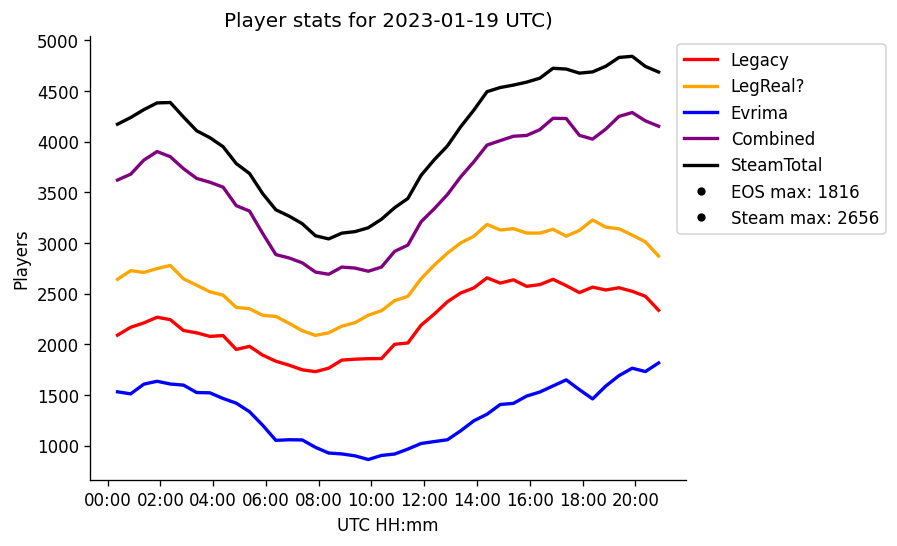 Player stats for 2023-01-19 UTC)
5000
4500
4000
3500
3000
2500
2000
1500
1000
Players
00:00 02:00 04:00 06:00 08:00 10:00 12:00 14:00 16:00 18:00 20:00
UTC HH:mm
Legacy
LegReal?
Evrima
Combined
SteamTotal
EOS max: 1816
Steam max: 2656